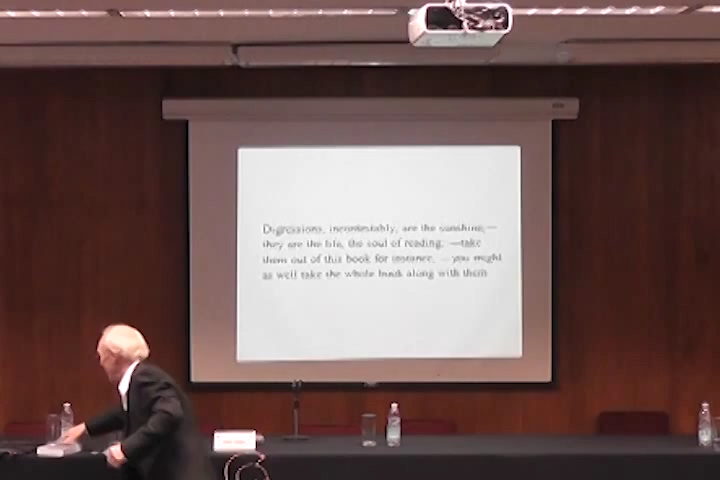 Digressions, incontestably, are the sunshine;—
they are the life, the soul of reading; —take
them out of this book for instance, —you might
as well take the whole book along with them